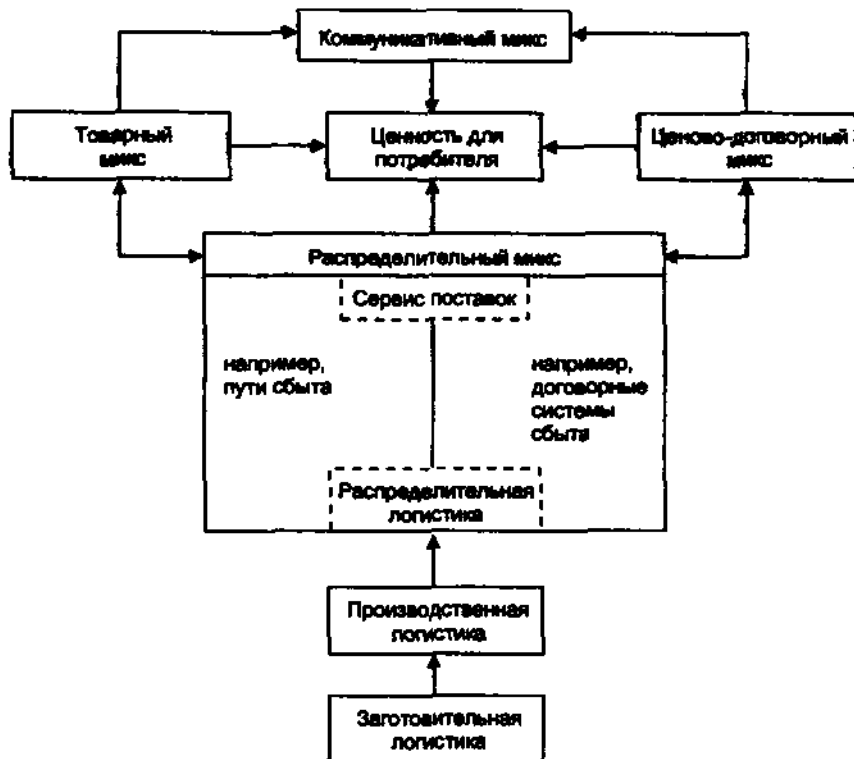 Коммуникативный микс
Товарный
микс
Ценность для
потребителя
Ценово-договорный
микс
Распределительный микс
Сервис поставок
например,
пути сбыта
например,
договорные
системы
сбыта
Распределительная
логистика
Производственная
логистика
Заготовительная
логистика